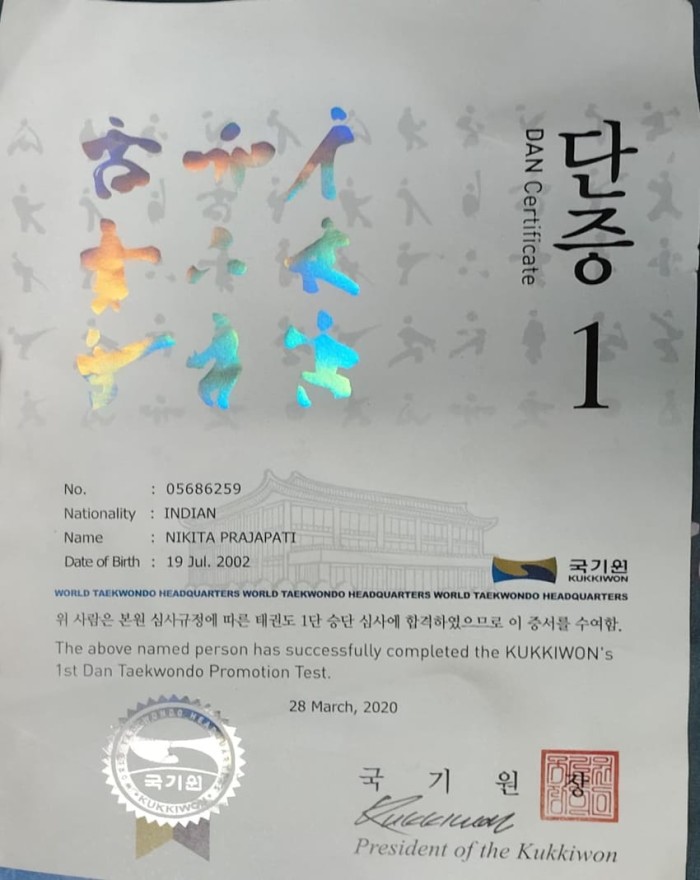 단증
DAN Certificate
1
No. : 05686259
Nationality : INDIAN
Name : NIKITA PRAJAPATI
Date of Birth : 19 Jul. 2002
국기원
KUKKIWON
WORLD TAEKWONDO HEADQUARTERS WORLD TAEKWONDO HEADQUARTERS WORLD TAEKWONDO HEADQUARTERS
위 사람은 본원 심사규정에 따른 태권도 1단 승단 심사에 합격하였으므로 이 증서를 수여함.
The above named person has successfully completed the KUKKIWON's
1st Dan Taekwondo Promotion Test.
28 March, 2020
WORLD TAEKWONDO HEADQUARTERS
국기원
KUKKIWON
국 기 원 장
Kukkiwon
President of the Kukkiwon